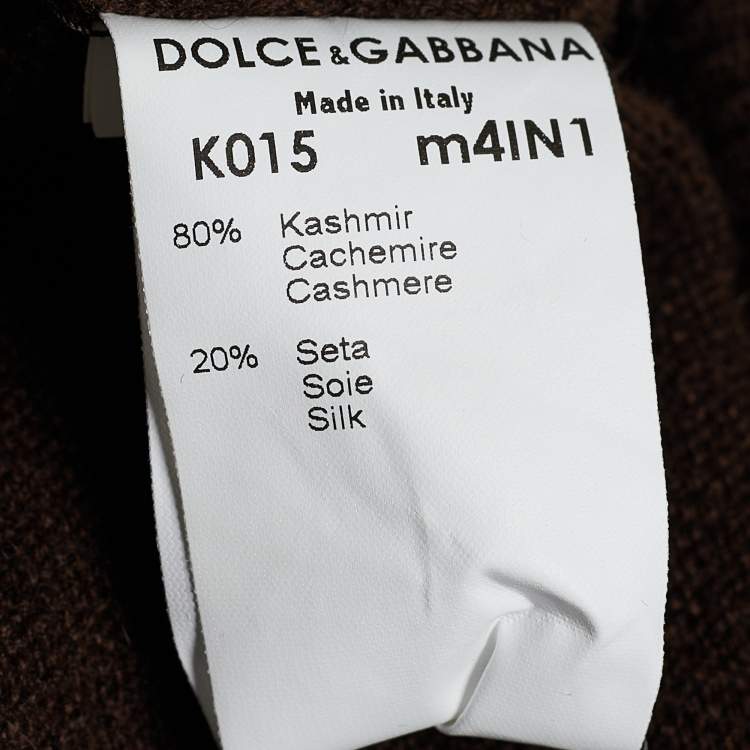 DOLCE & GABBANA
Made in Italy
K015 m4IN1
80% Kashmir
Cachemire
Cashmere
20% Seta
Soie
Silk